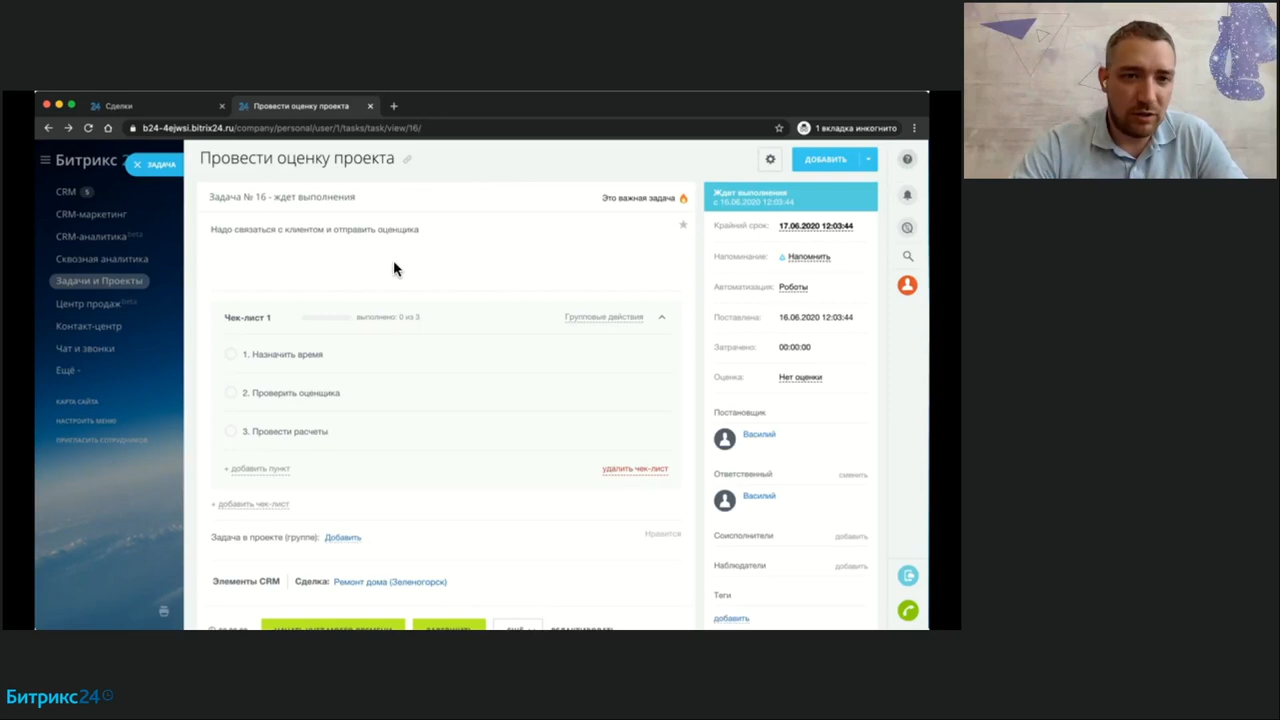 24 Сделки
24 Провести оценку проекта
b24-4ejwsi.bitrix24.ru/company/personal/user/1/tasks/task/view/16/
1 вкладка инкогнито
Битрикс 2
ЗАДАЧА
CRM 5
CRM-маркетинг
CRM-аналитика beta
Сквозная аналитика
Задачи и Проекты
Центр продаж beta
Контакт-центр
Чат и звонки
Ещё -
КАРТА САЙТА
НАСТРОИТЬ МЕНЮ
ПРИГЛАСИТЬ СОТРУДНИКОВ
Провести оценку проекта
ДОБАВИТЬ
Задача № 16 - ждет выполнения
Это важная задача
Надо связаться с клиентом и отправить оценщика
Чек-лист 1
выполнено: 0 из 3
Групповые действия
1. Назначить время
2. Проверить оценщика
3. Провести расчеты
+ добавить пункт
удалить чек-лист
+ добавить чек-лист
Задача в проекте (группе): Добавить
Нравится
Элементы CRM
Сделка: Ремонт дома (Зеленогорск)
Ждет выполнения
с 16.06.2020 12:03:44
Крайний срок: 17.06.2020 12:03:44
Напоминание: Напомнить
Автоматизация: Роботы
Поставлена: 16.06.2020 12:03:44
Затрачено: 00:00:00
Оценка: Нет оценки
Постановщик
Василий
Ответственный сменить
Василий
Соисполнители добавить
Наблюдатели добавить
Теги
добавить
Битрикс24